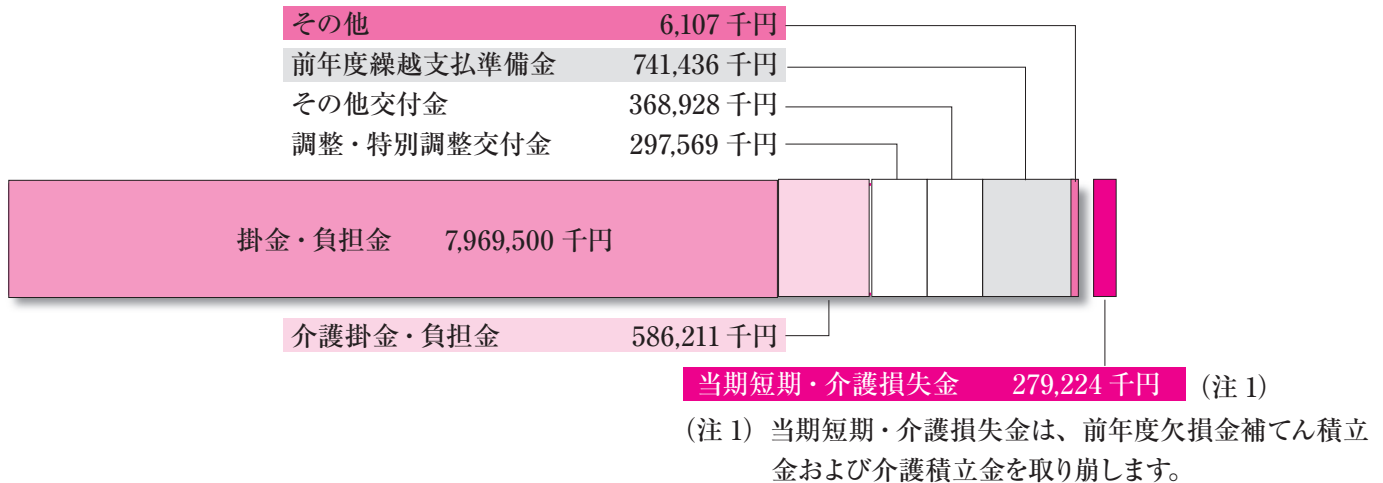 その他 6,107 千円
前年度繰越支払準備金 741,436 千円
その他交付金 368,928 千円
調整・特別調整交付金 297,569 千円
掛金・負担金 7,969,500 千円
介護掛金・負担金 586,211 千円
当期短期・介護損失金 279,224 千円 (注 1)
(注 1) 当期短期・介護損失金は、前年度欠損金補てん積立
金および介護積立金を取り崩します。